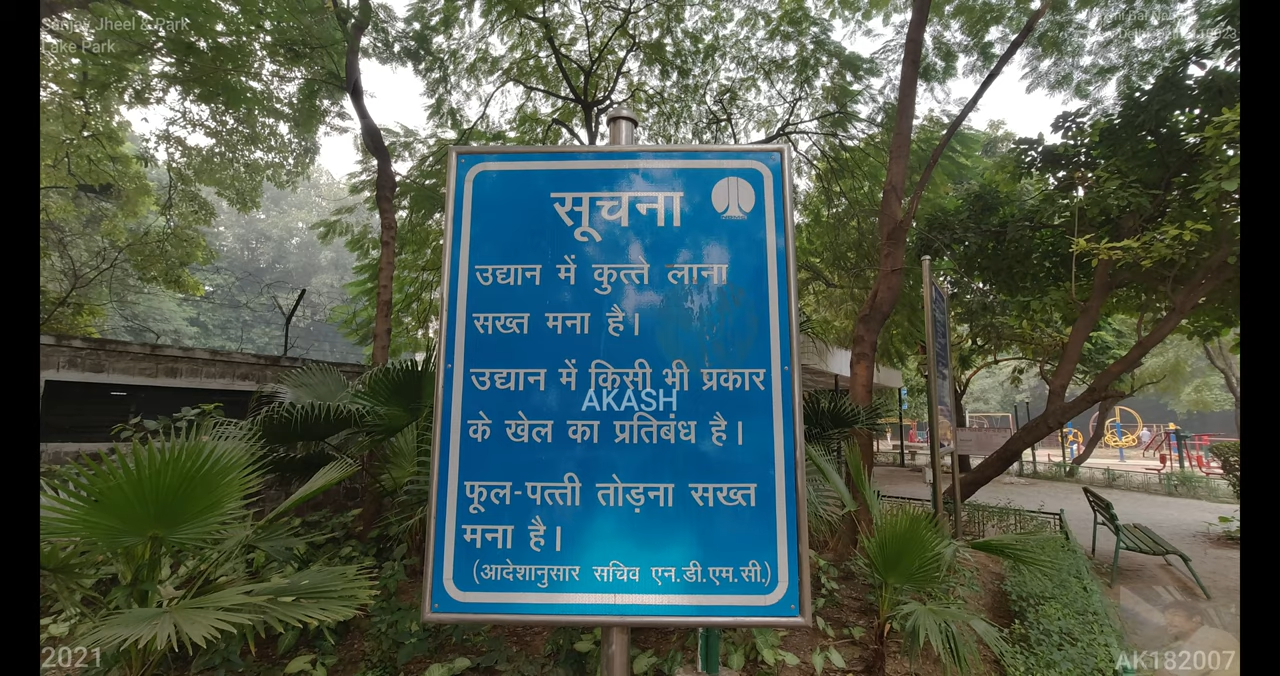 Sanjay Jheel & Park
Lake Park
सूचना
उद्यान में कुत्ते लाना
सख्त मना है।
उद्यान में किसी भी प्रकार
AKASH
के खेल का प्रतिबंध है।
फूल-पत्ती तोड़ना सख्त
मना है।
(आदेशानुसार सचिव एन.डी.एम.सी.)
2021
AK182007